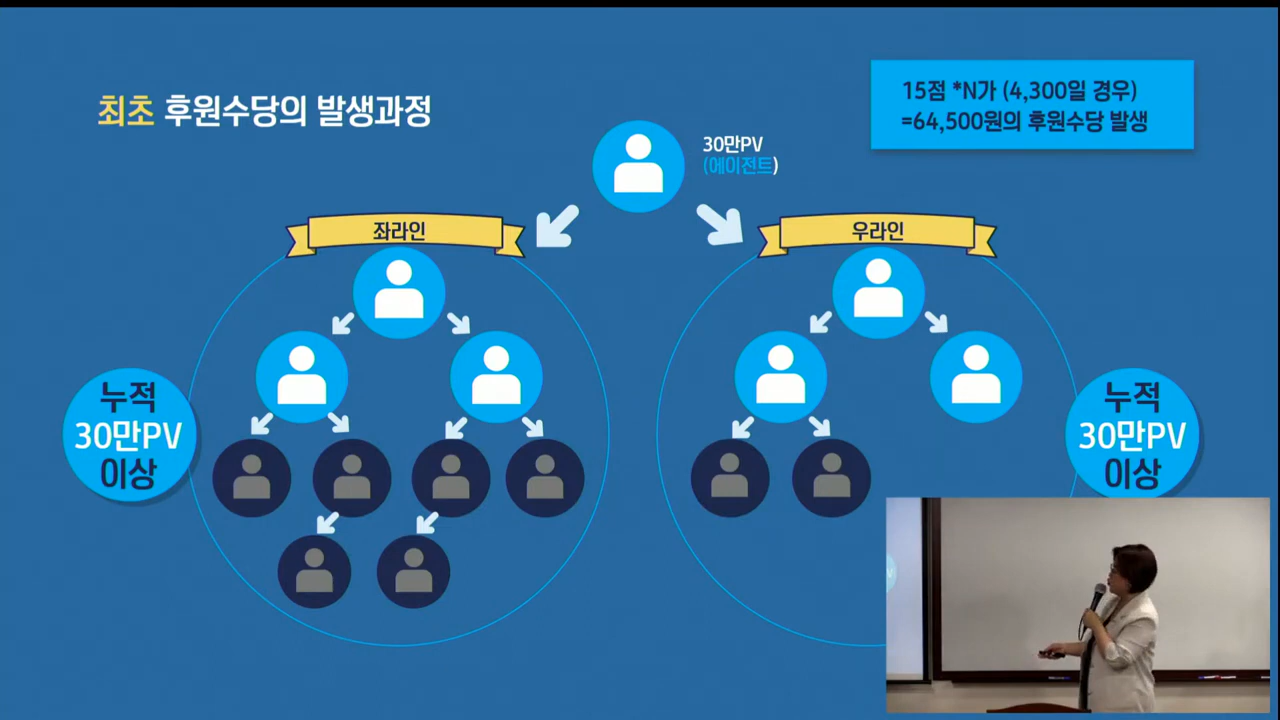 최초 후원수당의 발생과정
15점 *N가 (4,300일 경우)
=64,500원의 후원수당 발생
30만PV
(에이전트)
좌라인
우라인
누적
30만PV
이상
누적
30만PV
이상